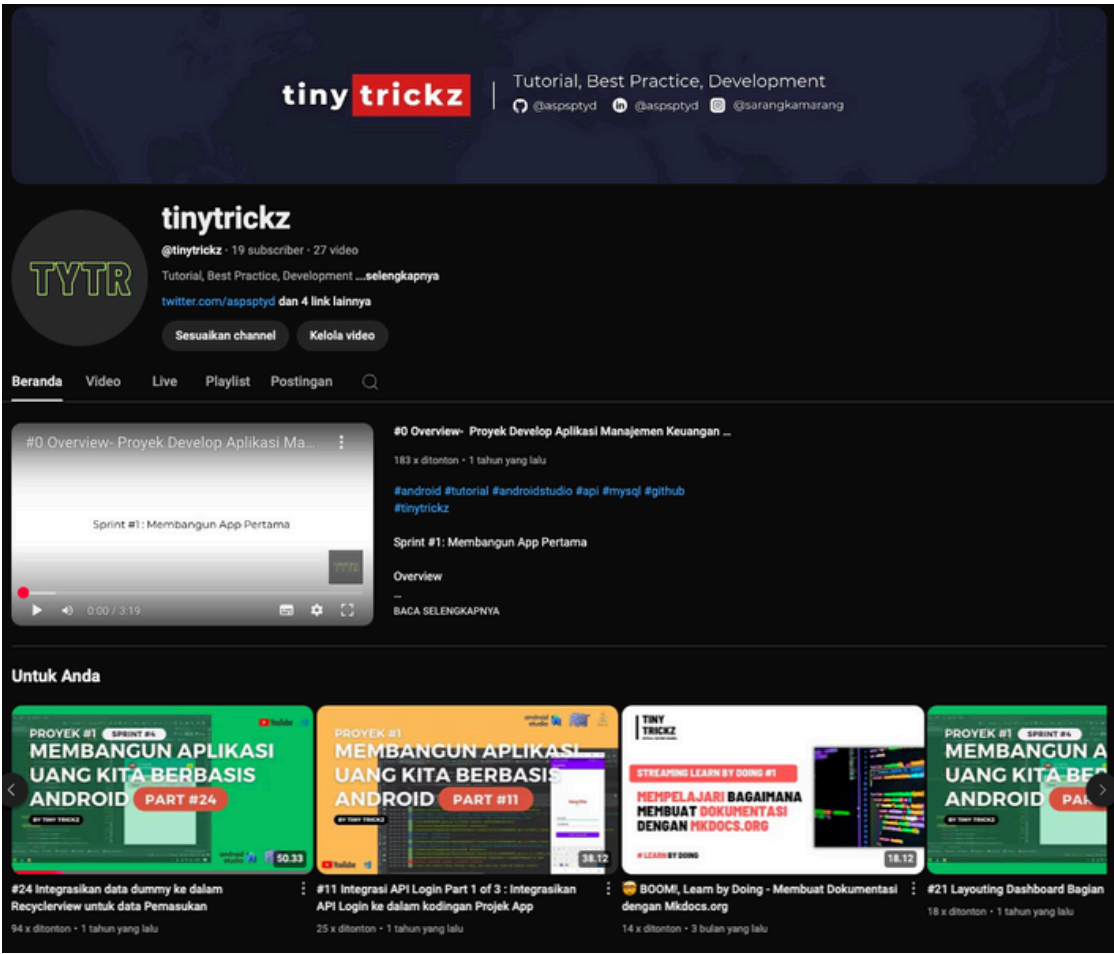 tiny trickz
Tutorial, Best Practice, Development
@aspsptyd @aspsptyd @sarangkamarang
TYTR
tinytrickz
@tinytrickz · 19 subscriber · 27 video
Tutorial, Best Practice, Development ...selengkapnya
twitter.com/aspsptyd dan 4 link lainnya
Sesuaikan channel Kelola video
Beranda Video Live Playlist Postingan
#0 Overview- Proyek Develop Aplikasi Ma...
Sprint #1: Membangun App Pertama
TYTR
0:00 / 3:19
#0 Overview- Proyek Develop Aplikasi Manajemen Keuangan ...
183 x ditonton • 1 tahun yang lalu
#android #tutorial #androidstudio #api #mysql #github
#tinytrickz
Sprint #1: Membangun App Pertama
Overview
...
BACA SELENGKAPNYA
Untuk Anda
YouTube
PROYEK #1 SPRINT #4
MEMBANGUN APLIKASI
UANG KITA BERBASIS
ANDROID PART #24
BY TINY TRICKZ
android studio
50.33
#24 Integrasikan data dummy ke dalam
Recyclerview untuk data Pemasukan
94 x ditonton • 1 tahun yang lalu
android studio
PROYEK #1
MEMBANGUN APLIKASI
UANG KITA BERBASIS
ANDROID PART #11
BY TINY TRICKZ
YouTube
38.12
#11 Integrasi API Login Part 1 of 3 : Integrasikan
API Login ke dalam kodingan Projek App
25 x ditonton • 1 tahun yang lalu
TINY
TRICKZ
STREAMING LEARN BY DOING #1
MEMPELAJARI BAGAIMANA
MEMBUAT DOKUMENTASI
DENGAN MKDOCS.ORG
# LEARN BY DOING
18.12
🤯 BOOM!, Learn by Doing - Membuat Dokumentasi
dengan Mkdocs.org
14 x ditonton • 3 bulan yang lalu
PROYEK #1 SPRINT #4
MEMBANGUN A
UANG KITA BER
ANDROID PAR
BY TINY TRICKZ
#21 Layouting Dashboard Bagian
18 x ditonton • 1 tahun yang lalu